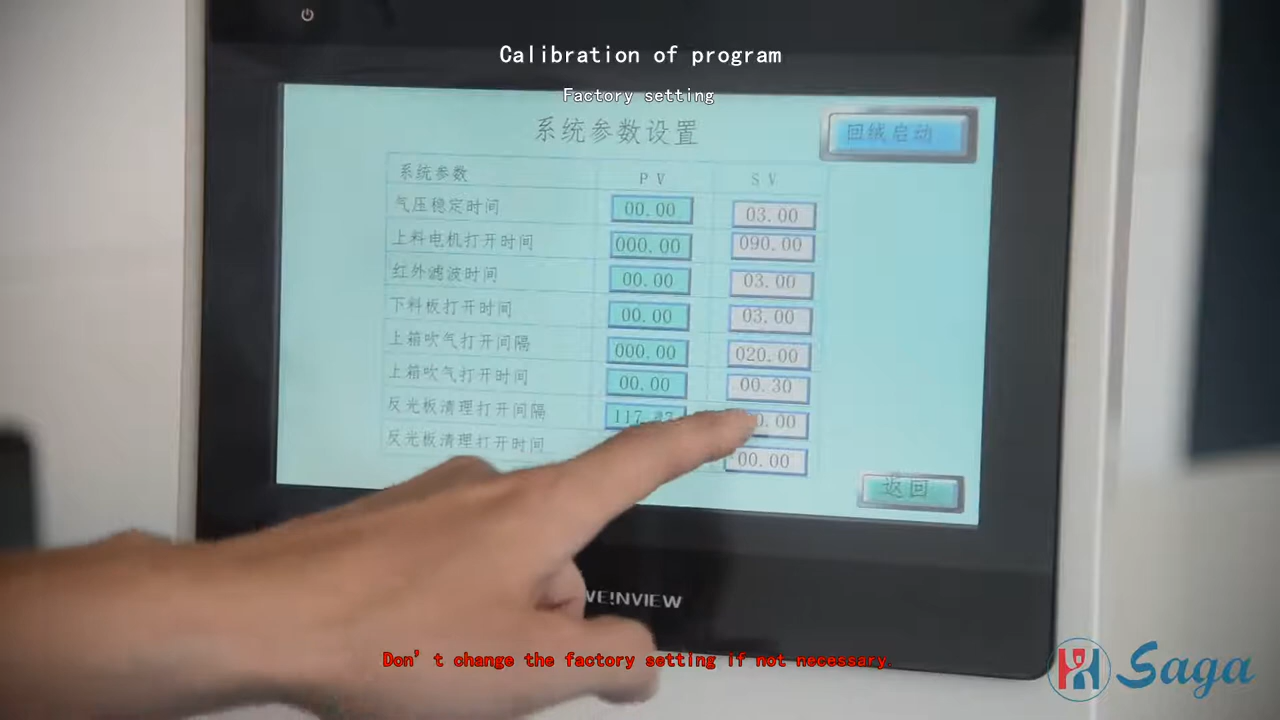 Calibration of program
Factory setting
系统参数设置
回绒启动
系统参数 PV SV
气压稳定时间 00.00 03.00
上料电机打开时间 000.00 090.00
红外滤波时间 00.00 03.00
下料板打开时间 00.00 03.00
上箱吹气打开间隔 000.00 020.00
上箱吹气打开时间 00.00 00.30
反光板清理打开间隔
反光板清理打开时间 00.00
返回
WE!NVIEW
Don't change the factory setting if not necessary.
Saga